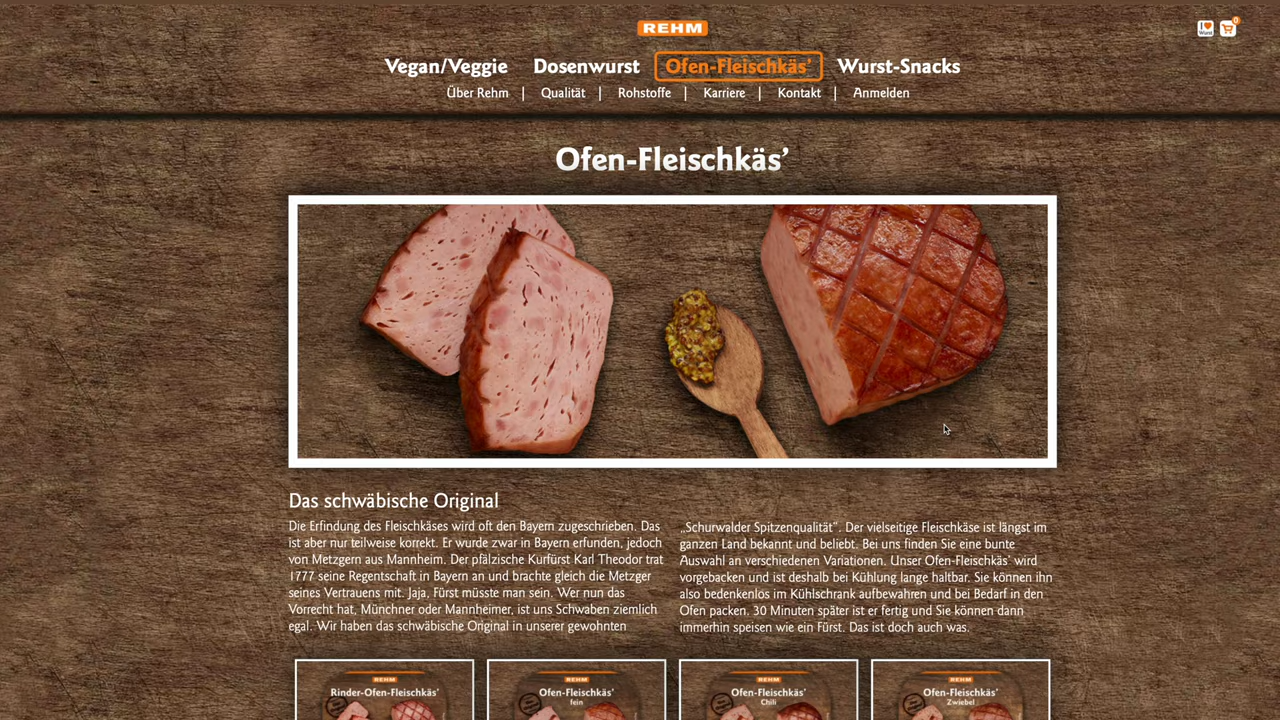 REHM
I
Wurst
0
Vegan/Veggie Dosenwurst Ofen-Fleischkäs’ Wurst-Snacks
Über Rehm | Qualität | Rohstoffe | Karriere | Kontakt | Anmelden
Ofen-Fleischkäs’
Das schwäbische Original
Die Erfindung des Fleischkäses wird oft den Bayern zugeschrieben. Das
ist aber nur teilweise korrekt. Er wurde zwar in Bayern erfunden, jedoch
von Metzgern aus Mannheim. Der pfälzische Kurfürst Karl Theodor trat
1777 seine Regentschaft in Bayern an und brachte gleich die Metzger
seines Vertrauens mit. Jaja, Fürst müsste man sein. Wer nun das
Vorrecht hat, Münchner oder Mannheimer, ist uns Schwaben ziemlich
egal. Wir haben das schwäbische Original in unserer gewohnten
„Schurwalder Spitzenqualität“. Der vielseitige Fleischkäse ist längst im
ganzen Land bekannt und beliebt. Bei uns finden Sie eine bunte
Auswahl an verschiedenen Variationen. Unser Ofen-Fleischkäs’ wird
vorgebacken und ist deshalb bei Kühlung lange haltbar. Sie können ihn
also bedenkenlos im Kühlschrank aufbewahren und bei Bedarf in den
Ofen packen. 30 Minuten später ist er fertig und Sie können dann
immerhin speisen wie ein Fürst. Das ist doch auch was.
REHM
Rinder-Ofen-Fleischkäs’
REHM
Ofen-Fleischkäs’
fein
REHM
Ofen-Fleischkäs’
Chili
REHM
Ofen-Fleischkäs’
Zwiebel